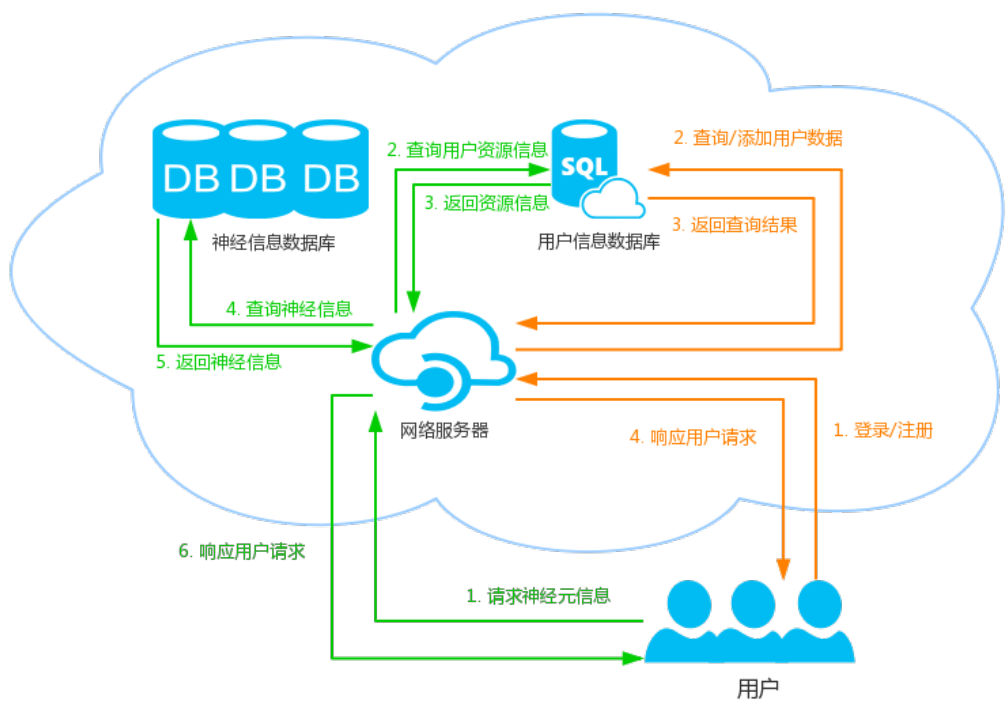 2. 查询用户资源信息
SQL
2. 查询/添加用户数据
DB DB DB
3. 返回资源信息
3. 返回查询结果
神经信息数据库
用户信息数据库
4. 查询神经信息
5. 返回神经信息
网络服务器
4. 响应用户请求
1. 登录/注册
6. 响应用户请求
1. 请求神经元信息
用户